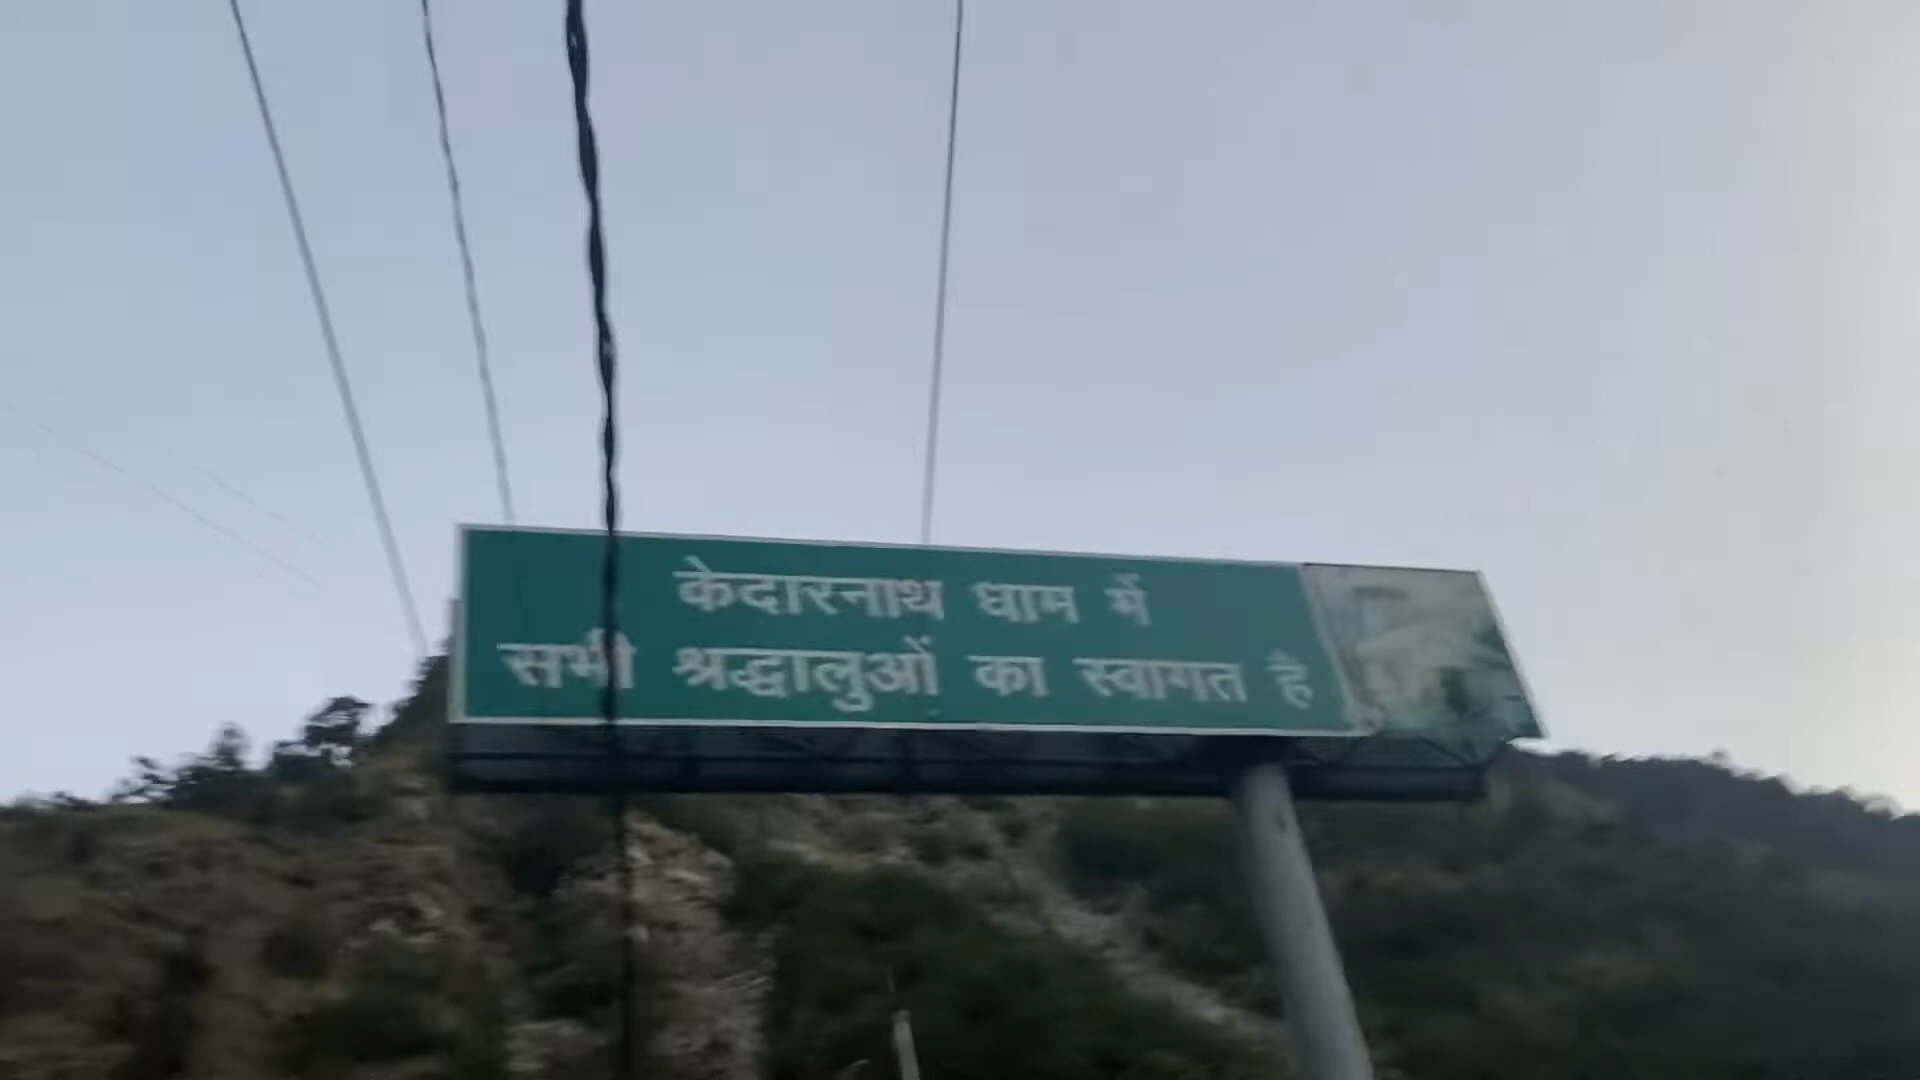 केदारनाथ धाम में
सभी श्रद्धालुओं का स्वागत है